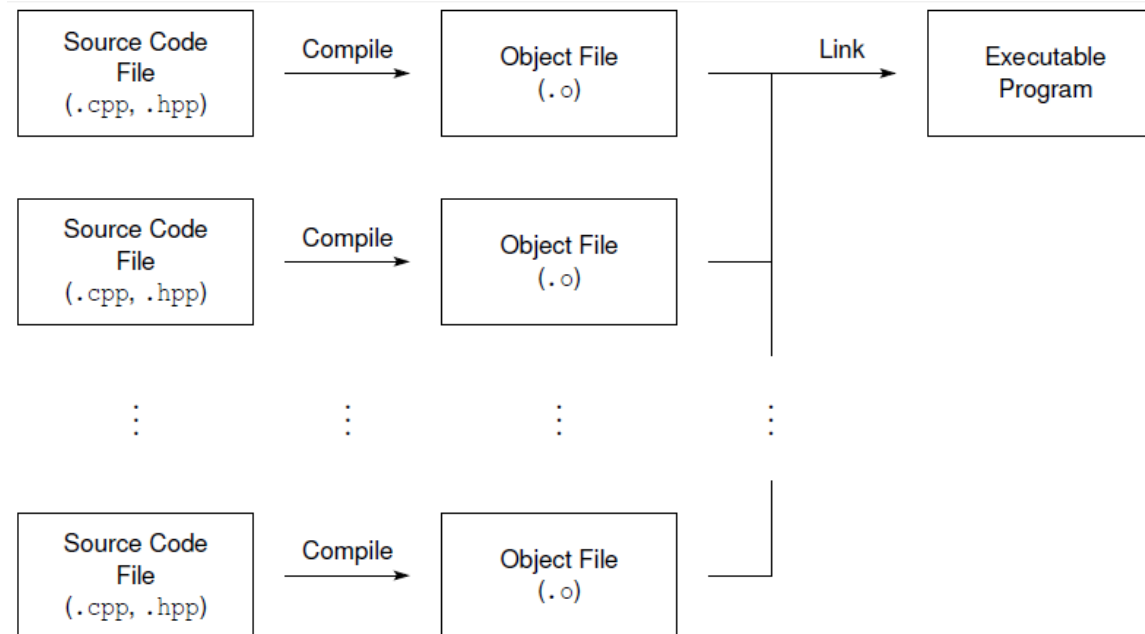 Source Code
File
(.cpp, .hpp)
Compile
Object File
(.o)
Link
Executable
Program
Source Code
File
(.cpp, .hpp)
Compile
Object File
(.o)
Source Code
File
(.cpp, .hpp)
Compile
Object File
(.o)